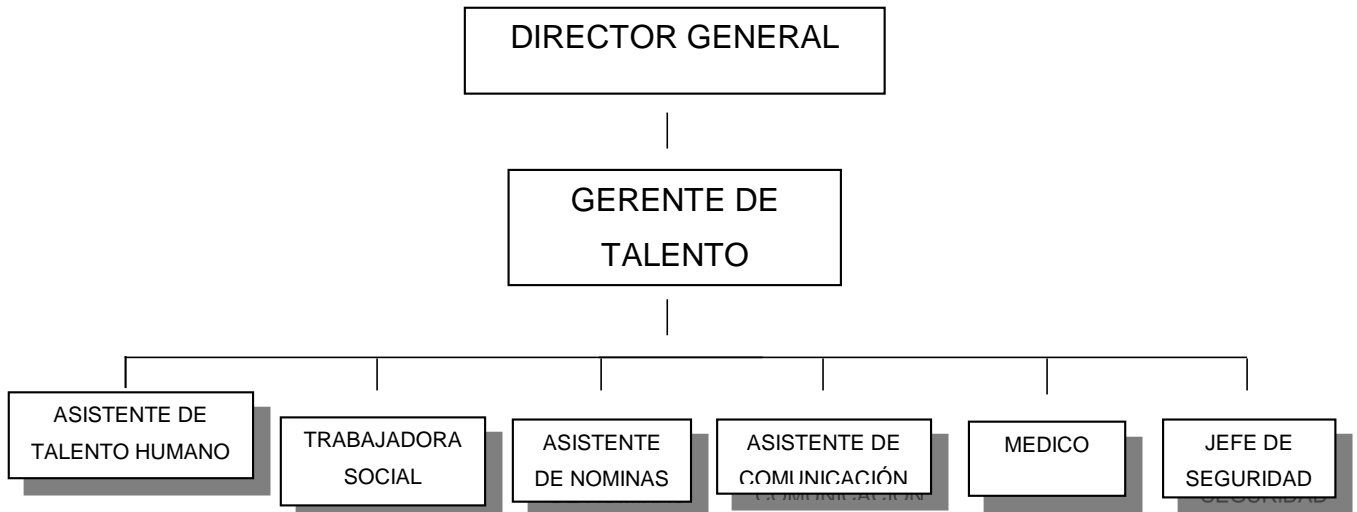 DIRECTOR GENERAL
GERENTE DE
TALENTO
ASISTENTE DE
TALENTO HUMANO
TRABAJADORA
SOCIAL
ASISTENTE
DE NOMINAS
ASISTENTE DE
COMUNICACIÓN
MEDICO
JEFE DE
SEGURIDAD